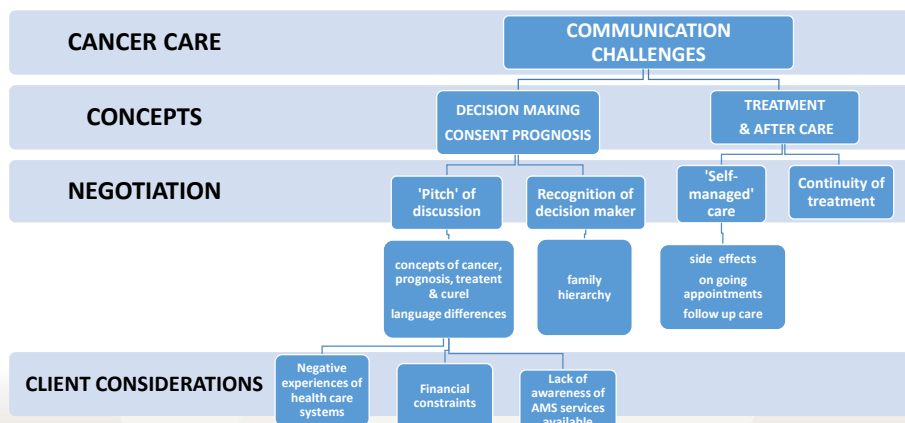 CANCER CARE
COMMUNICATION
CHALLENGES
CONCEPTS
DECISION MAKING
CONSENT PROGNOSIS
TREATMENT
& AFTER CARE
NEGOTIATION
'Pitch' of
discussion
Recognition of
decision maker
'Self-
managed'
care
Continuity of
treatment
concepts of cancer,
prognosis, treatent
& curel
language differences
family
hierarchy
side effects
on going
appointments
follow up care
CLIENT CONSIDERATIONS
Negative
experiences of
health care
systems
Financial
constraints
Lack of
awareness of
AMS services
available